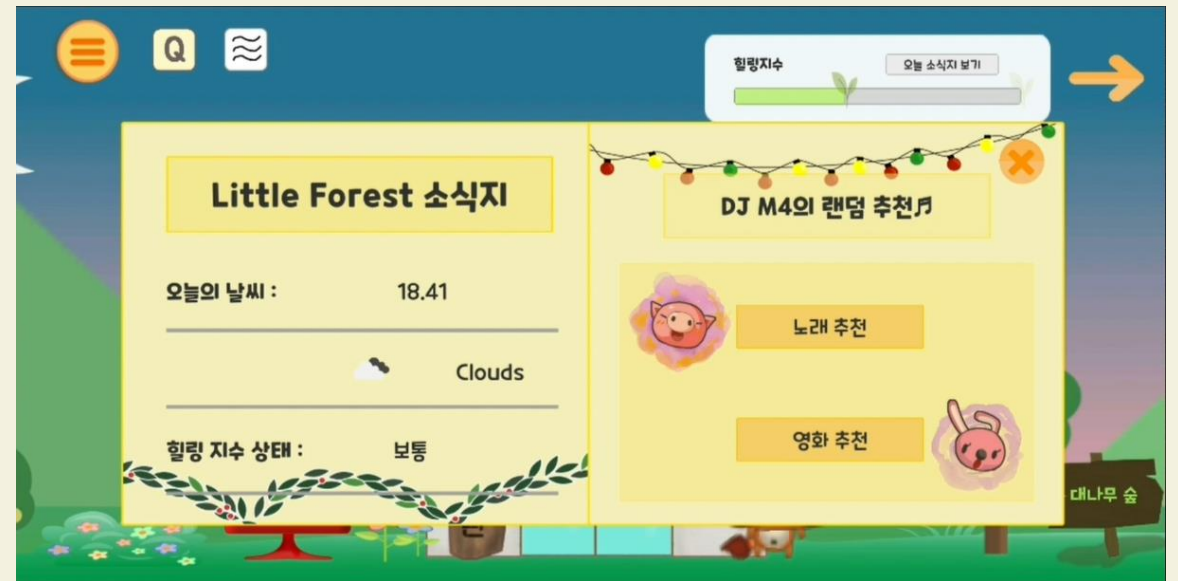 Q
힐링지수
오늘 소식지 보기
Little Forest 소식지
오늘의 날씨 : 18.41
Clouds
힐링 지수 상태 : 보통
DJ M4의 랜덤 추천♬
노래 추천
영화 추천
대나무 숲